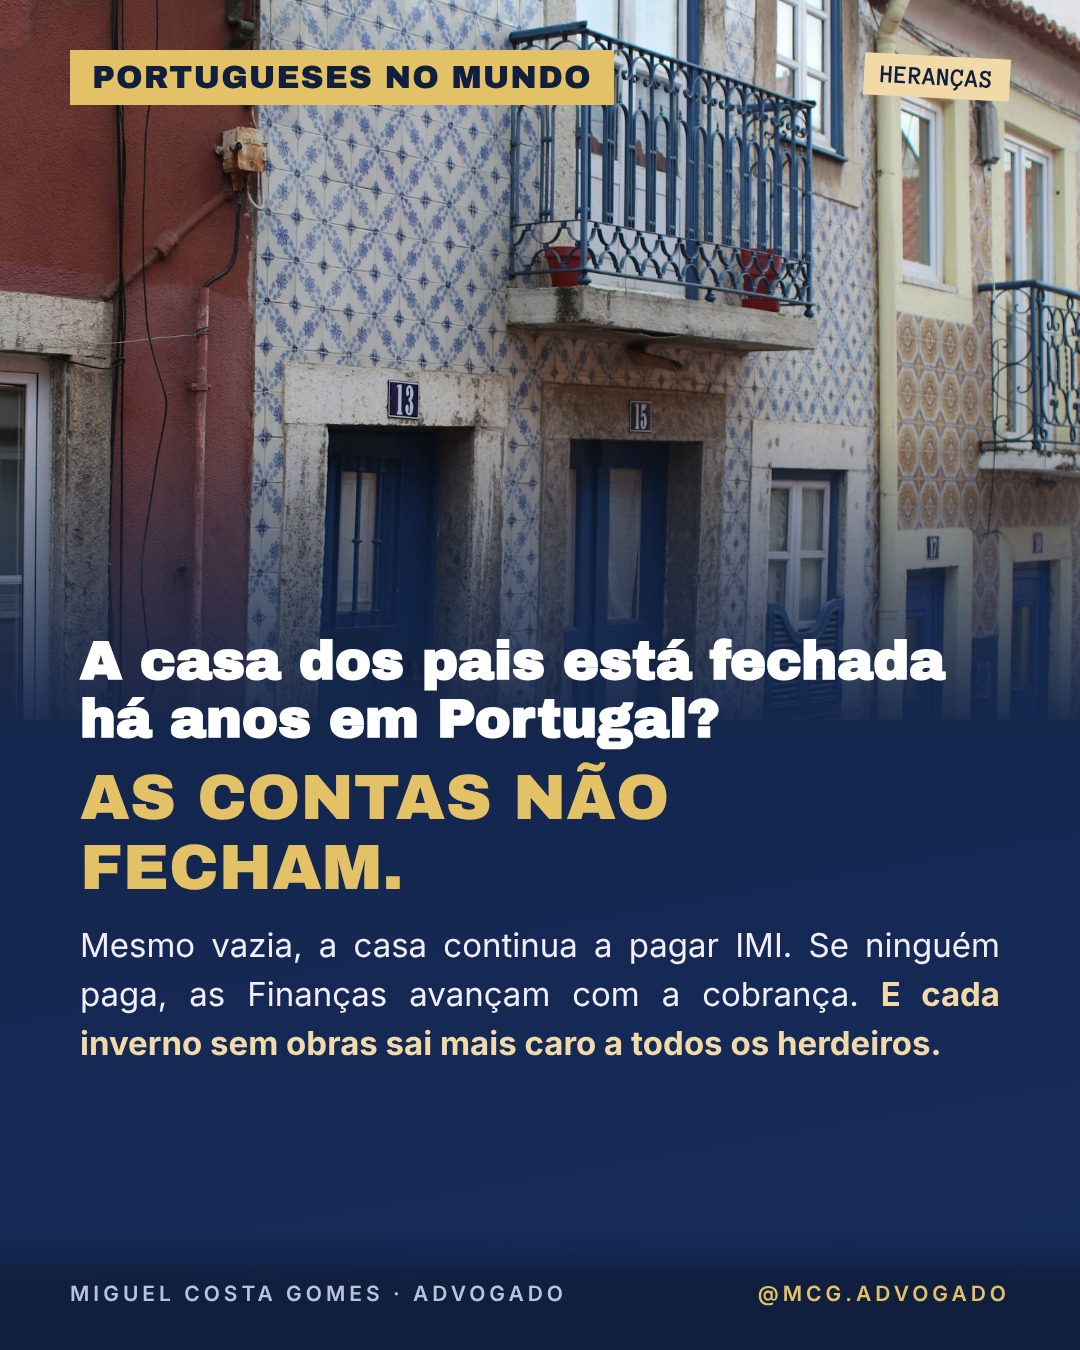 PORTUGUESES NO MUNDO
HERANÇAS
13
15
17
A casa dos pais está fechada
há anos em Portugal?
AS CONTAS NÃO
FECHAM.
Mesmo vazia, a casa continua a pagar IMI. Se ninguém
paga, as Finanças avançam com a cobrança. E cada
inverno sem obras sai mais caro a todos os herdeiros.
MIGUEL COSTA GOMES · ADVOGADO
@MCG.ADVOGADO